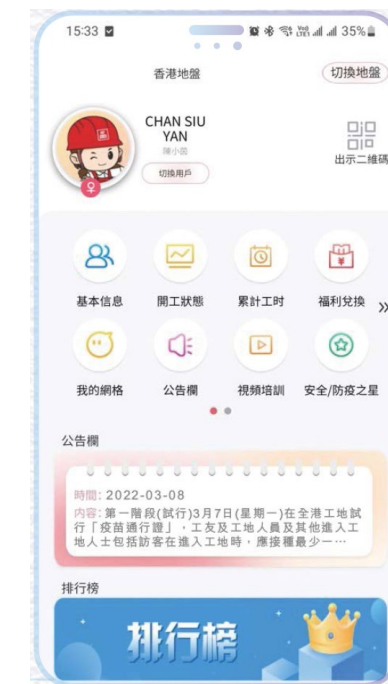 15:33 35%
香港地盤 切換地盤
CHAN SIU
YAN
陳小茵
切換用戶
出示二維碼
基本信息 開工狀態 累計工时 福利兌換
我的網格 公告欄 視頻培訓 安全/防疫之星
公告欄
時間: 2022-03-08
内容: 第一階段(試行)3月7日(星期一)在全港工地試
行「疫苗通行證」，工友及工地人員及其他進入工
地人士包括訪客在進入工地時，應接種最少一…
排行榜
排行榜